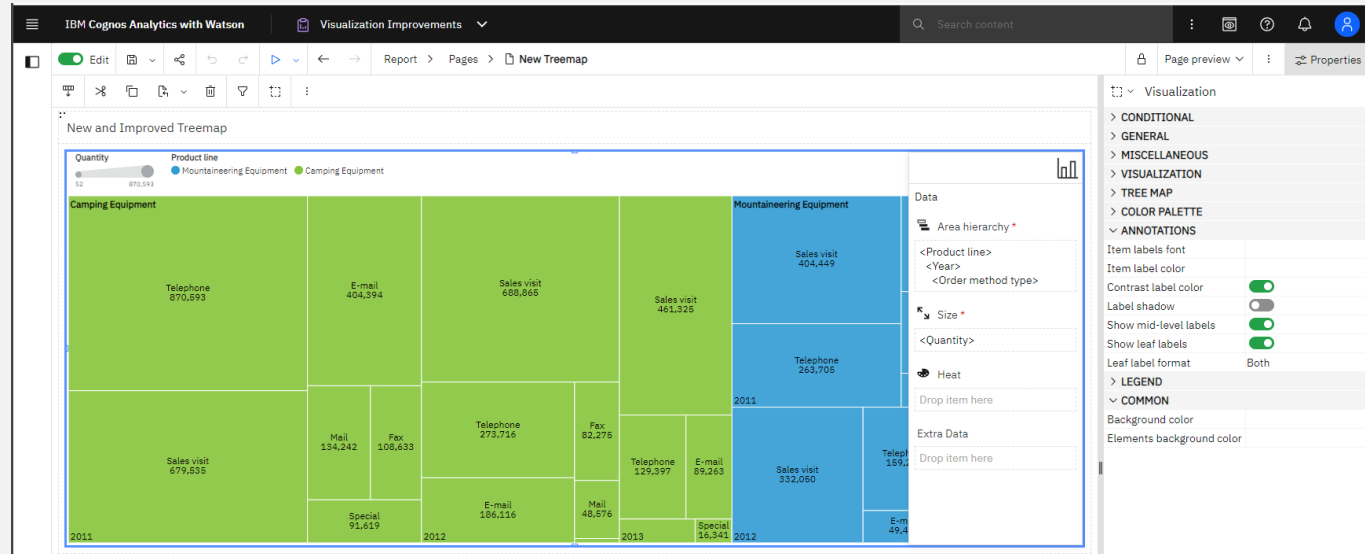 IBM Cognos Analytics with Watson
Visualization Improvements
Search content
Edit
Report > Pages > New Treemap
Page preview
Properties
Visualization
New and Improved Treemap
Quantity
52
870,593
Product line
Mountaineering Equipment
Camping Equipment
Camping Equipment
Telephone
870,593
Sales visit
679,535
2011
E-mail
404,394
Mail
134,242
Fax
108,633
Special
91,619
Sales visit
688,865
Telephone
273,716
Fax
82,275
E-mail
186,116
Mail
48,576
2012
Sales visit
461,325
Telephone
129,397
E-mail
89,263
2013
Special
16,341
Mountaineering Equipment
Sales visit
404,449
Telephone
263,705
2011
Sales visit
332,050
2012
Data
Area hierarchy *
<Product line>
<Year>
<Order method type>
Size *
<Quantity>
Heat
Drop item here
Extra Data
Drop item here
CONDITIONAL
GENERAL
MISCELLANEOUS
VISUALIZATION
TREE MAP
COLOR PALETTE
ANNOTATIONS
Item labels font
Item label color
Contrast label color
Label shadow
Show mid-level labels
Show leaf labels
Leaf label format Both
LEGEND
COMMON
Background color
Elements background color